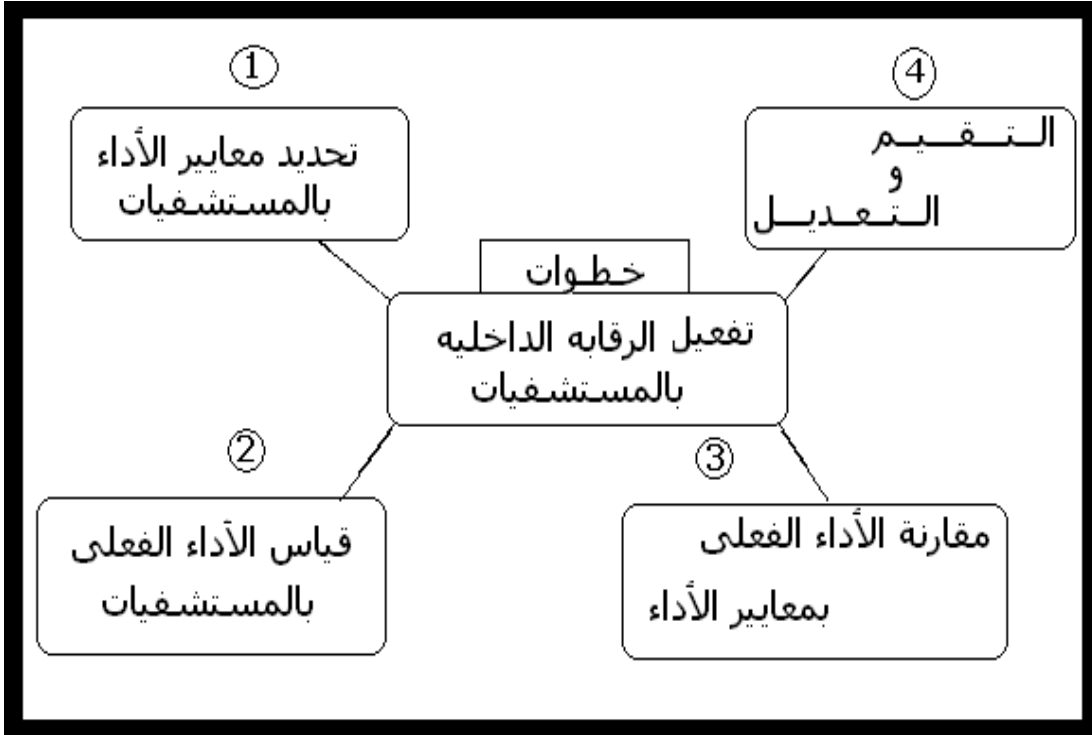 ①
تحديد معايير الأداء
بالمستشفيات
④
التقيم
و
التعديل
خطوات
تفعيل الرقابه الداخليه
بالمستشفيات
②
قياس الآداء الفعلى
بالمستشفيات
③
مقارنة الأداء الفعلى
بمعايير الأداء